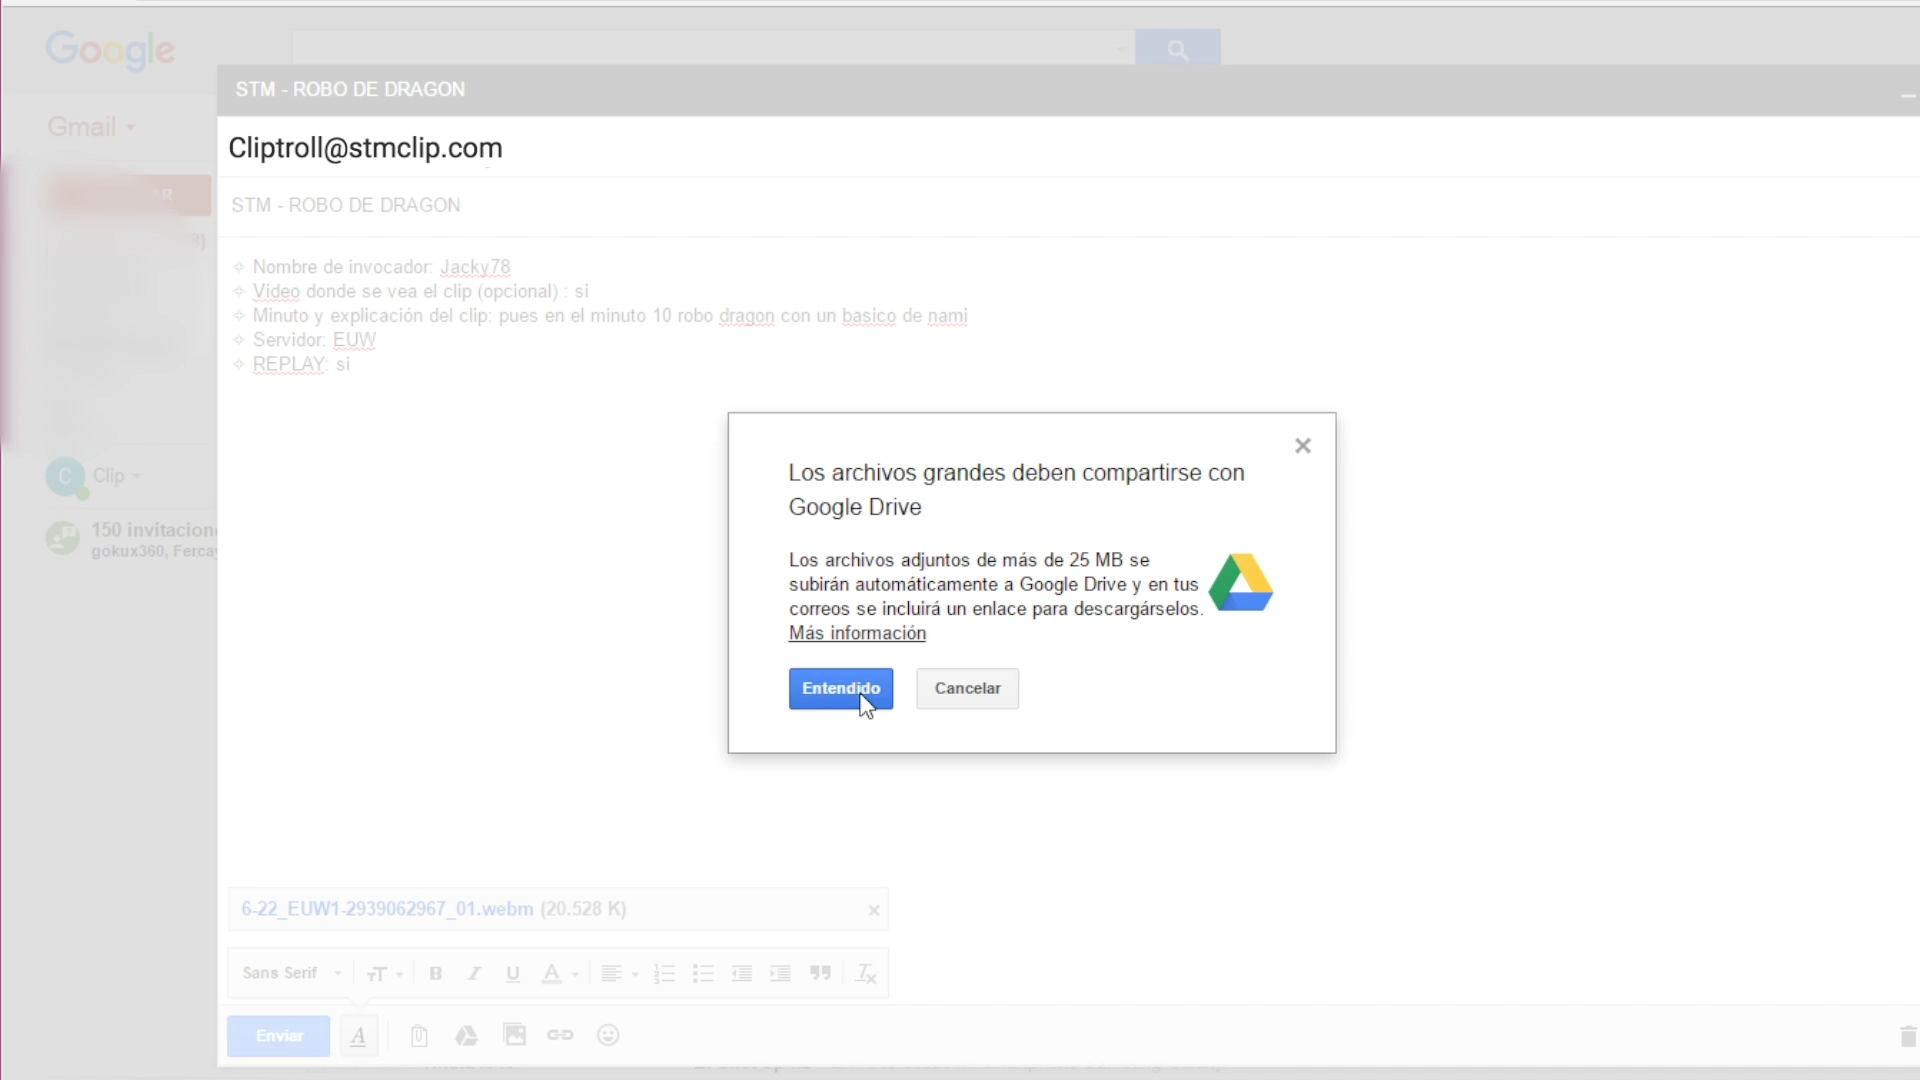 Google
STM - ROBO DE DRAGON
Gmail
Cliptroll@stmclip.com
STM - ROBO DE DRAGON
✧ Nombre de invocador: Jacky78
✧ Video donde se vea el clip (opcional) : si
✧ Minuto y explicación del clip: pues en el minuto 10 robo dragon con un basico de nami
✧ Servidor: EUW
✧ REPLAY: si
Los archivos grandes deben compartirse con
Google Drive
Los archivos adjuntos de más de 25 MB se
subirán automáticamente a Google Drive y en tus
correos se incluirá un enlace para descargárselos.
Más información
Entendido
Cancelar
C
Clip
150 invitacion
gokux360, Ferca
6-22_EUW1-2939062967_01.webm (20.528 K)
Sans Serif
Enviar